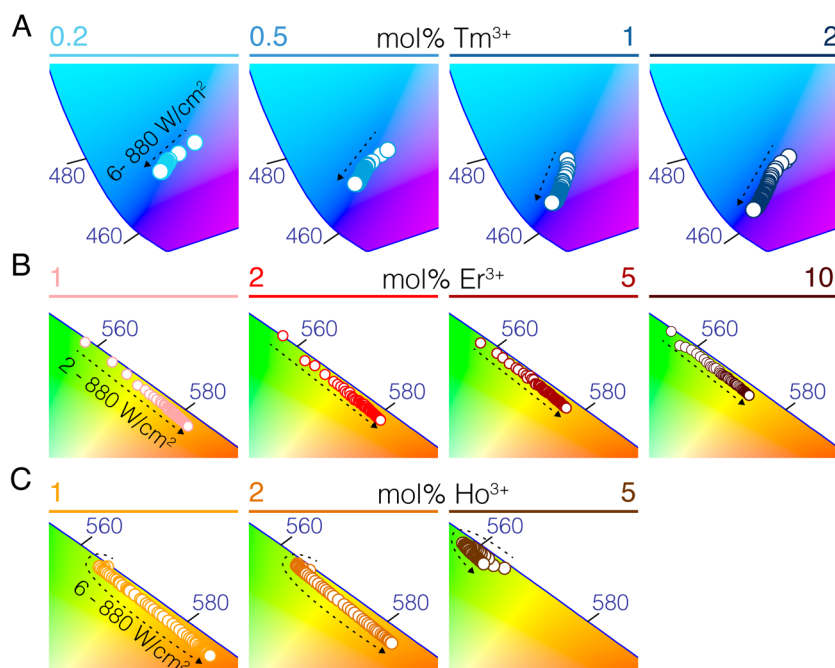 A
0.2 0.5 mol% Tm³⁺ 1 2
6- 880 W/cm²
480 480 480 480
460 460 460 460
B
1 2 mol% Er³⁺ 5 10
560 560 560 560
2 - 880 W/cm²
580 580 580 580
C
1 2 mol% Ho³⁺ 5
560 560 560
6 - 880 W/cm²
580 580 580